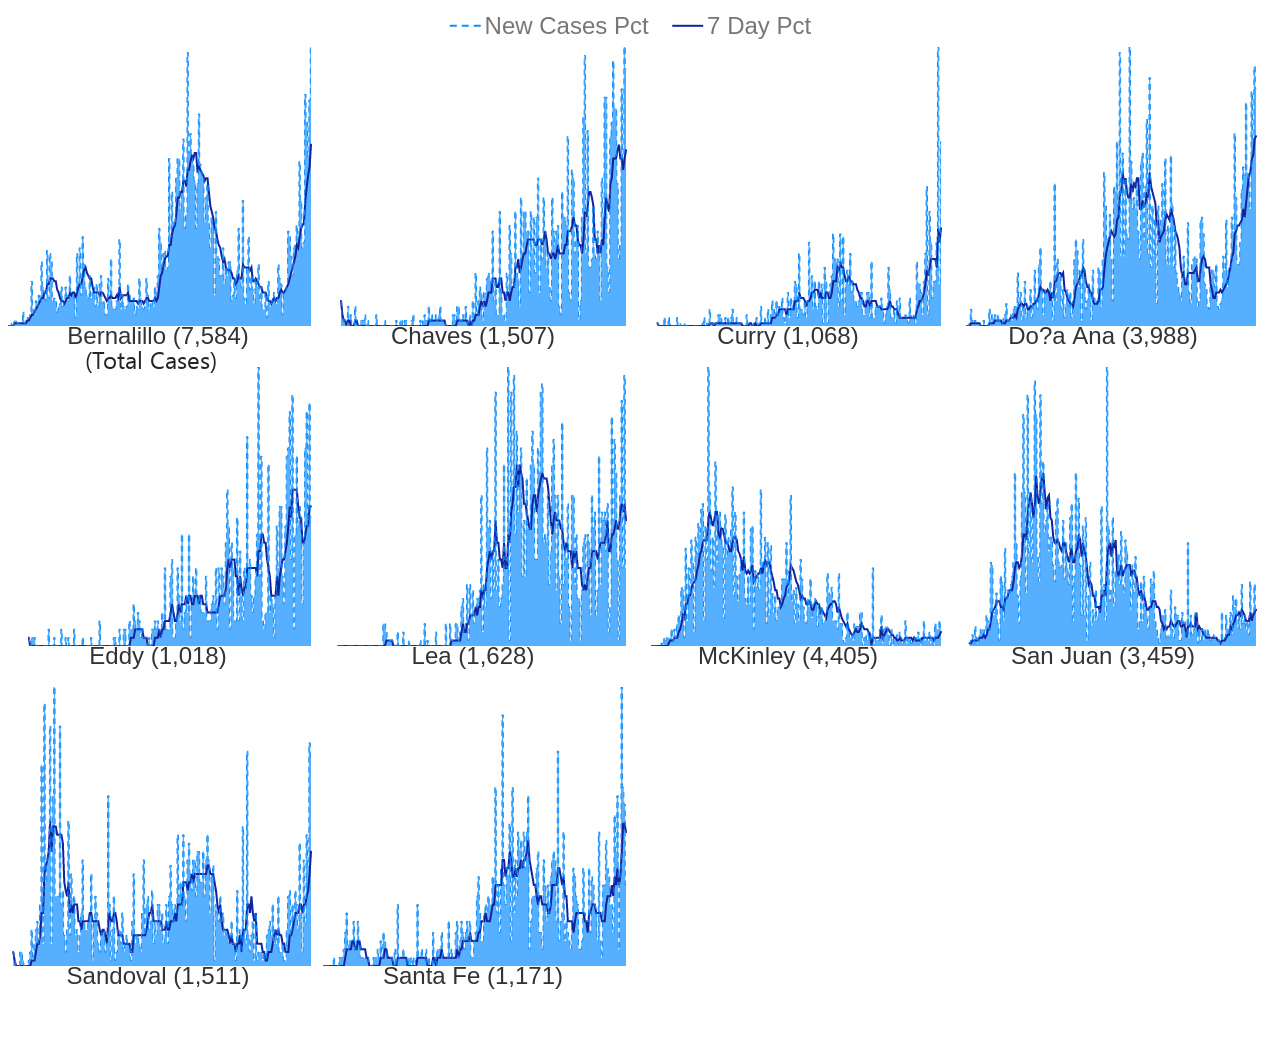 New Cases Pct 7 Day Pct
Bernalillo (7,584)
(Total Cases)
Chaves (1,507)
Curry (1,068)
Do?a Ana (3,988)
Eddy (1,018)
Lea (1,628)
McKinley (4,405)
San Juan (3,459)
Sandoval (1,511)
Santa Fe (1,171)